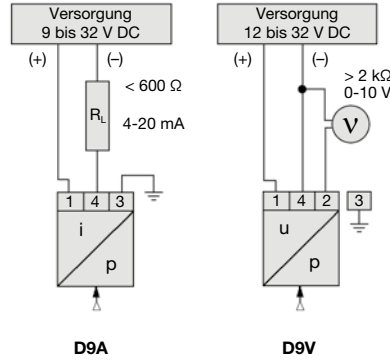 Versorgung
9 bis 32 V DC
(+) (–)
< 600 Ω
R_L
4-20 mA
1 4 3
i
p
D9A
Versorgung
12 bis 32 V DC
(+) (–)
> 2 kΩ
0-10 V
V
1 4 2 3
u
p
D9V